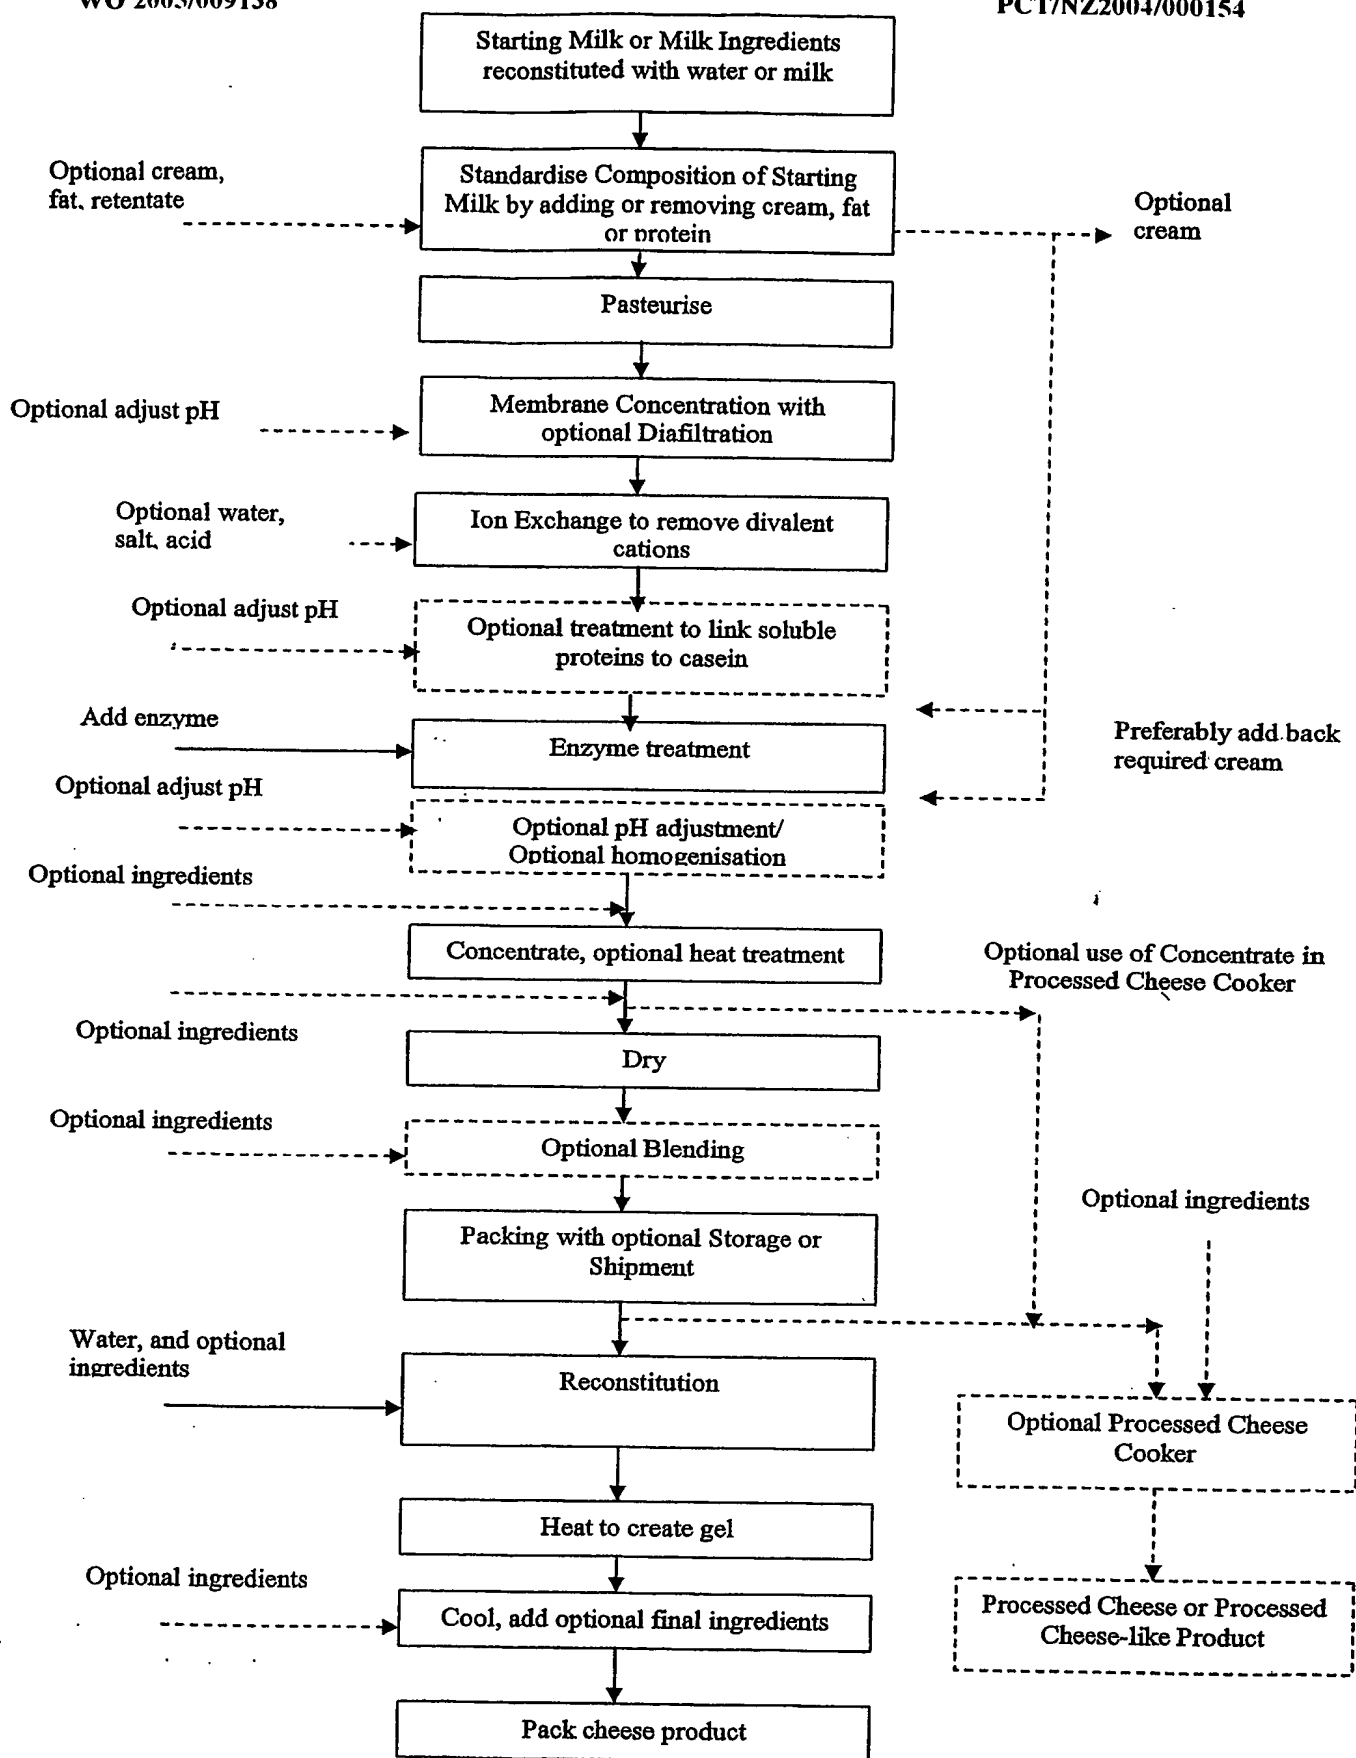 WO 2005/009138
PCT/NZ2004/000154
Starting Milk or Milk Ingredients
reconstituted with water or milk
Optional cream,
fat, retentate
Standardise Composition of Starting
Milk by adding or removing cream, fat
or protein
Optional
cream
Pasteurise
Optional adjust pH
Membrane Concentration with
optional Diafiltration
Optional water,
salt, acid
Ion Exchange to remove divalent
cations
Optional adjust pH
Optional treatment to link soluble
proteins to casein
Add enzyme
Enzyme treatment
Preferably add back
required cream
Optional adjust pH
Optional pH adjustment/
Optional homogenisation
Optional ingredients
Concentrate, optional heat treatment
Optional use of Concentrate in
Processed Cheese Cooker
Optional ingredients
Dry
Optional ingredients
Optional Blending
Optional ingredients
Packing with optional Storage or
Shipment
Water, and optional
ingredients
Reconstitution
Optional Processed Cheese
Cooker
Heat to create gel
Optional ingredients
Cool, add optional final ingredients
Processed Cheese or Processed
Cheese-like Product
Pack cheese product